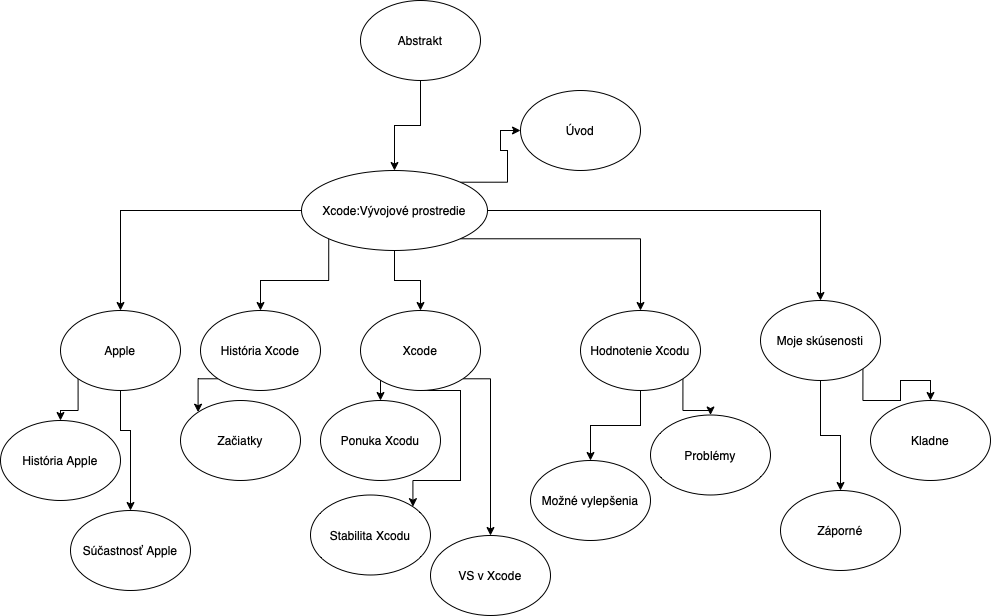 Abstrakt
Úvod
Xcode:Vývojové prostredie
Apple
História Xcode
Xcode
Hodnotenie Xcodu
Moje skúsenosti
História Apple
Začiatky
Ponuka Xcodu
Problémy
Kladne
Možné vylepšenia
Súčastnosť Apple
Stabilita Xcodu
Záporné
VS v Xcode